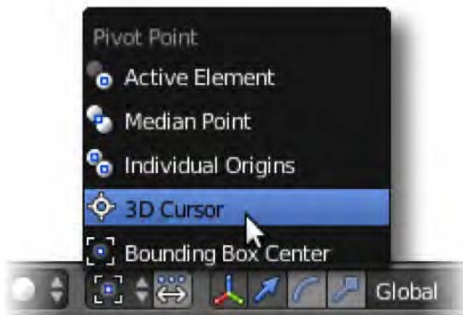 Pivot Point
Active Element
Median Point
Individual Origins
3D Cursor
Bounding Box Center
Global